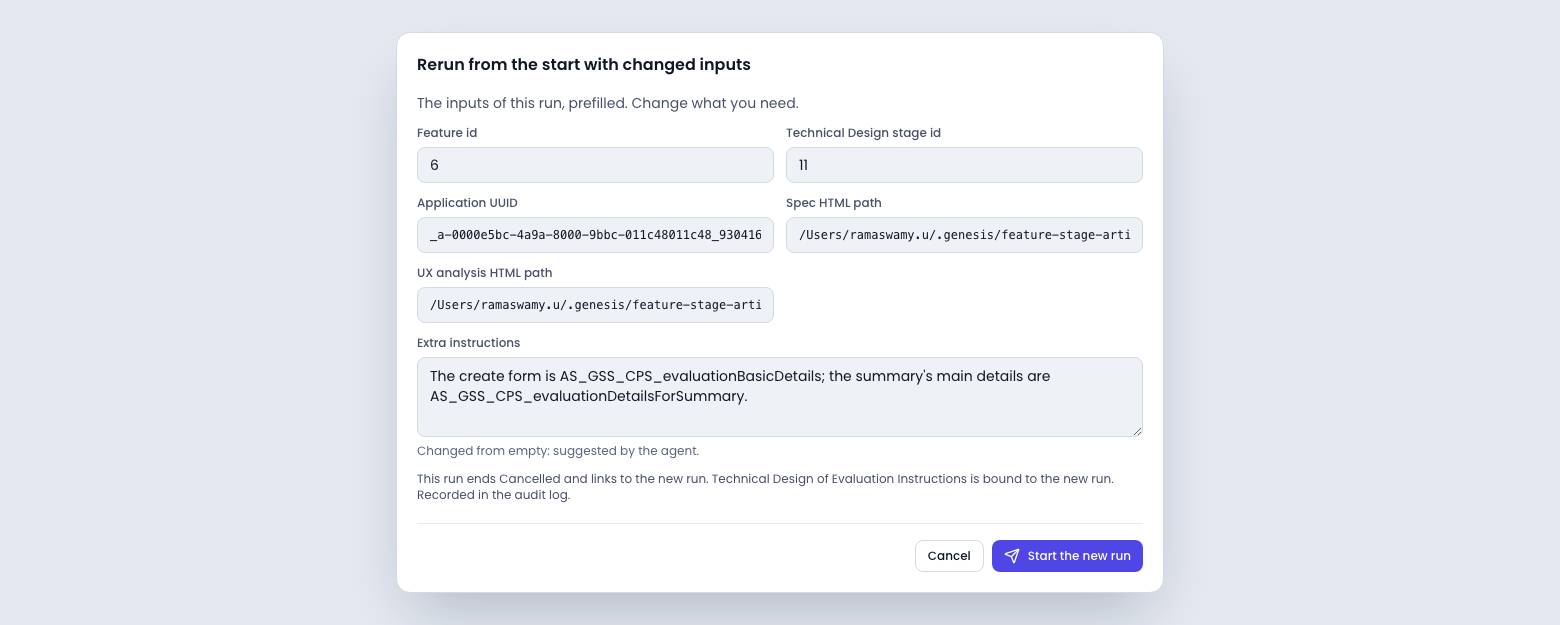 Rerun from the start with changed inputs
The inputs of this run, prefilled. Change what you need.
Feature id
Technical Design stage id
6
11
Application UUID
Spec HTML path
_a-0000e5bc-4a9a-8000-9bbc-011c48011c48_930416
/Users/ramaswamy.u/.genesis/feature-stage-arti
UX analysis HTML path
/Users/ramaswamy.u/.genesis/feature-stage-arti
Extra instructions
The create form is AS_GSS_CPS_evaluationBasicDetails; the summary's main details are
AS_GSS_CPS_evaluationDetailsForSummary.
Changed from empty: suggested by the agent.
This run ends Cancelled and links to the new run. Technical Design of Evaluation Instructions is bound to the new run.
Recorded in the audit log.
Cancel
Start the new run